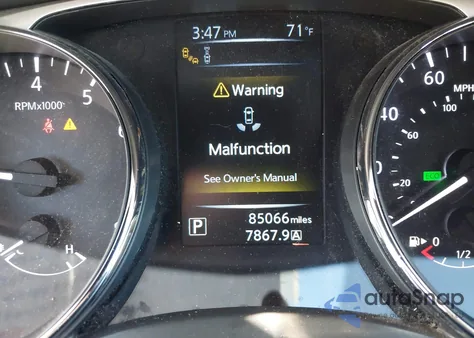 3:47 PM 71°F
4 5 6
RPMx1000
Warning
Malfunction
See Owner's Manual
P 85066 miles
7867.9 A
H
60
MPH
100
40
80
20
0
1/2
autoSnap